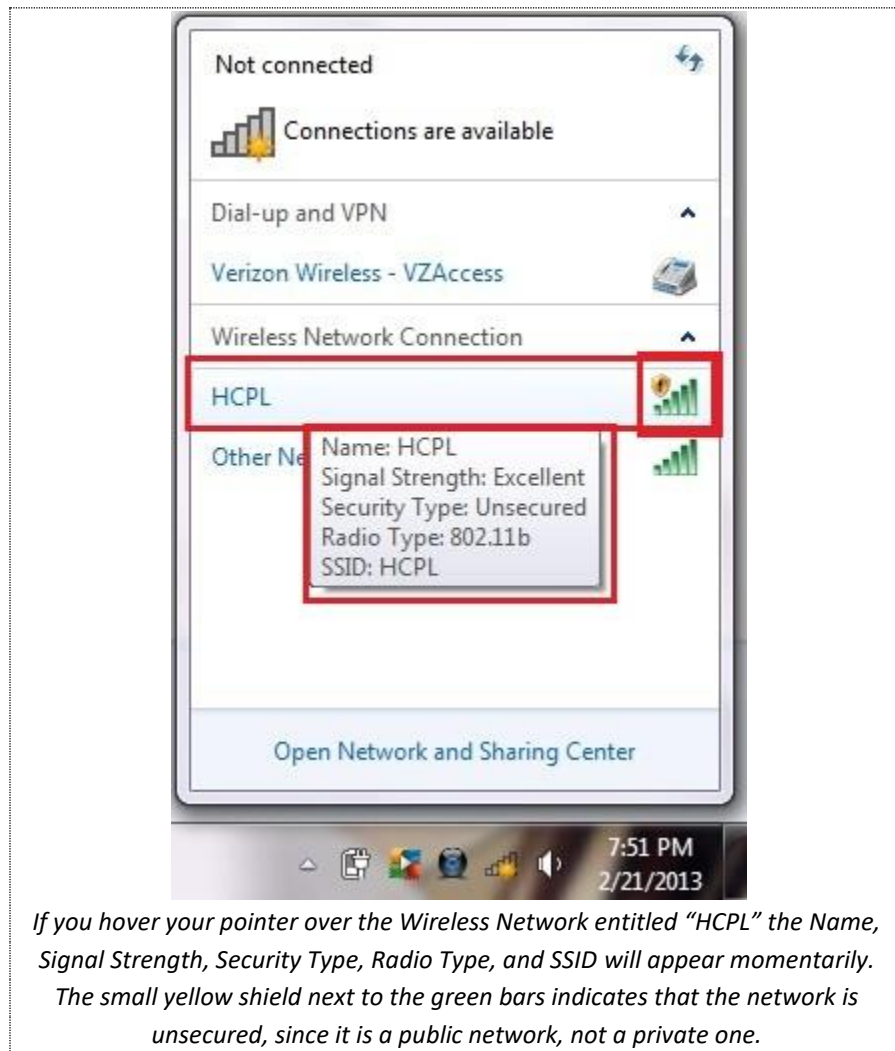 Not connected
Connections are available
Dial-up and VPN
Verizon Wireless - VZAccess
Wireless Network Connection
HCPL
Other Ne
Name: HCPL
Signal Strength: Excellent
Security Type: Unsecured
Radio Type: 802.11b
SSID: HCPL
Open Network and Sharing Center
7:51 PM
2/21/2013
If you hover your pointer over the Wireless Network entitled “HCPL” the Name,
Signal Strength, Security Type, Radio Type, and SSID will appear momentarily.
The small yellow shield next to the green bars indicates that the network is
unsecured, since it is a public network, not a private one.